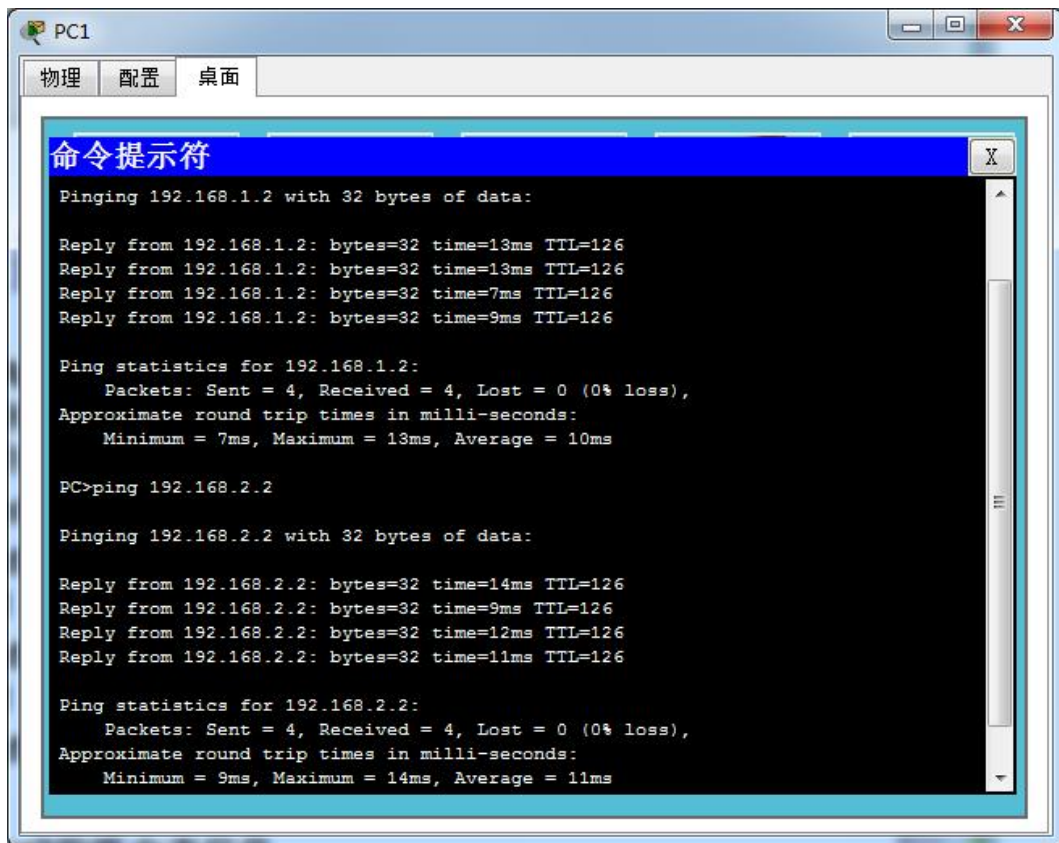 PC1
物理 配置 桌面
命令提示符
X
Pinging 192.168.1.2 with 32 bytes of data:
Reply from 192.168.1.2: bytes=32 time=13ms TTL=126
Reply from 192.168.1.2: bytes=32 time=13ms TTL=126
Reply from 192.168.1.2: bytes=32 time=7ms TTL=126
Reply from 192.168.1.2: bytes=32 time=9ms TTL=126
Ping statistics for 192.168.1.2:
Packets: Sent = 4, Received = 4, Lost = 0 (0% loss),
Approximate round trip times in milli-seconds:
Minimum = 7ms, Maximum = 13ms, Average = 10ms
PC>ping 192.168.2.2
Pinging 192.168.2.2 with 32 bytes of data:
Reply from 192.168.2.2: bytes=32 time=14ms TTL=126
Reply from 192.168.2.2: bytes=32 time=9ms TTL=126
Reply from 192.168.2.2: bytes=32 time=12ms TTL=126
Reply from 192.168.2.2: bytes=32 time=11ms TTL=126
Ping statistics for 192.168.2.2:
Packets: Sent = 4, Received = 4, Lost = 0 (0% loss),
Approximate round trip times in milli-seconds:
Minimum = 9ms, Maximum = 14ms, Average = 11ms